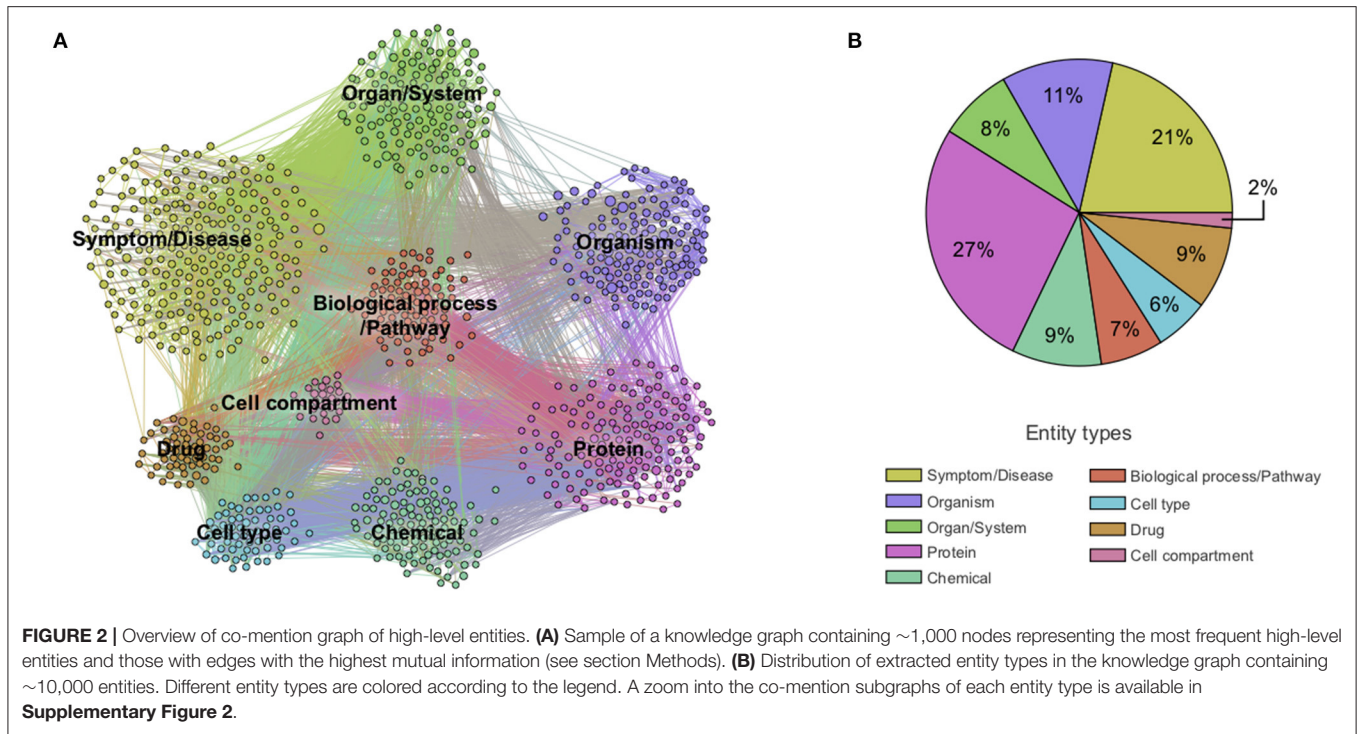 A
Organ/System
Symptom/Disease
Organism
Biological process
/Pathway
Cell compartment
Drug
Protein
Cell type
Chemical
B
11%
21%
8%
2%
27%
9%
6%
7%
9%
Entity types
Symptom/Disease
Organism
Organ/System
Protein
Chemical
Biological process/Pathway
Cell type
Drug
Cell compartment
FIGURE 2 | Overview of co-mention graph of high-level entities. (A) Sample of a knowledge graph containing ∼1,000 nodes representing the most frequent high-level
entities and those with edges with the highest mutual information (see section Methods). (B) Distribution of extracted entity types in the knowledge graph containing
∼10,000 entities. Different entity types are colored according to the legend. A zoom into the co-mention subgraphs of each entity type is available in
Supplementary Figure 2.